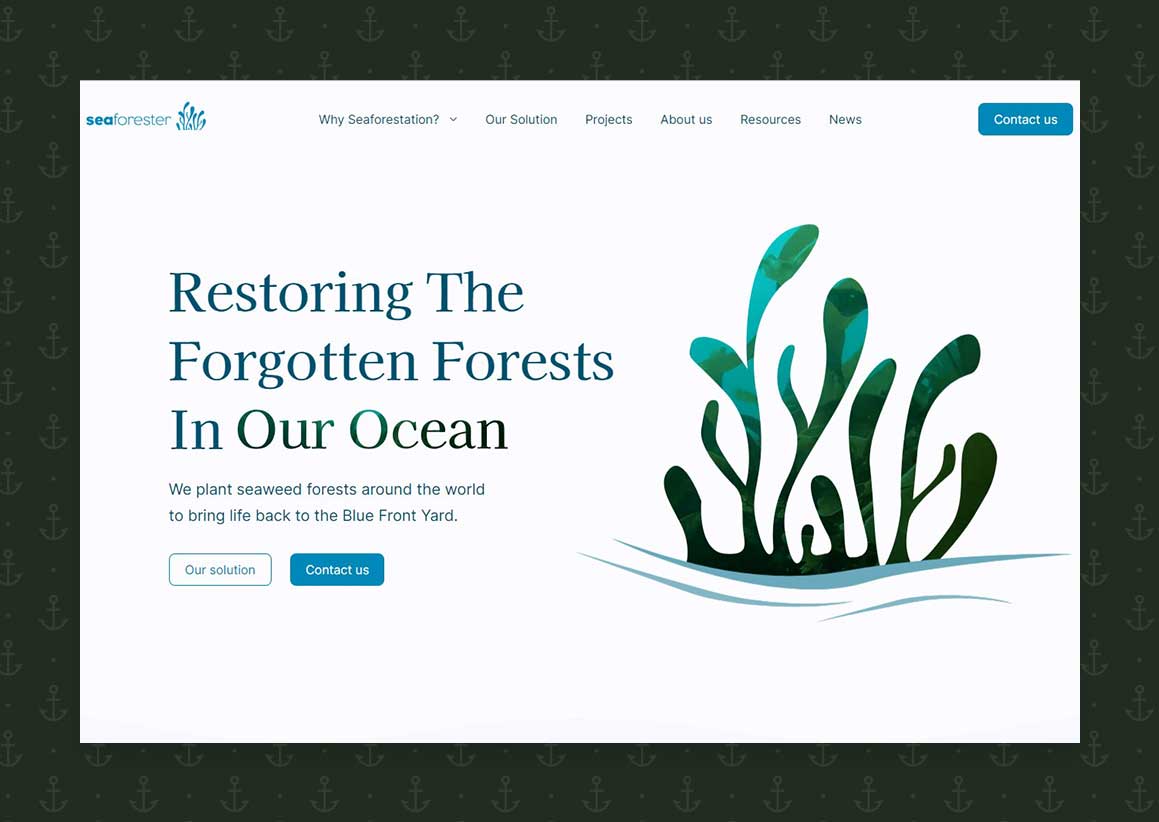 seaforester
Why Seaforestation?
Our Solution
Projects
About us
Resources
News
Contact us
Restoring The
Forgotten Forests
In Our Ocean
We plant seaweed forests around the world
to bring life back to the Blue Front Yard.
Our solution
Contact us